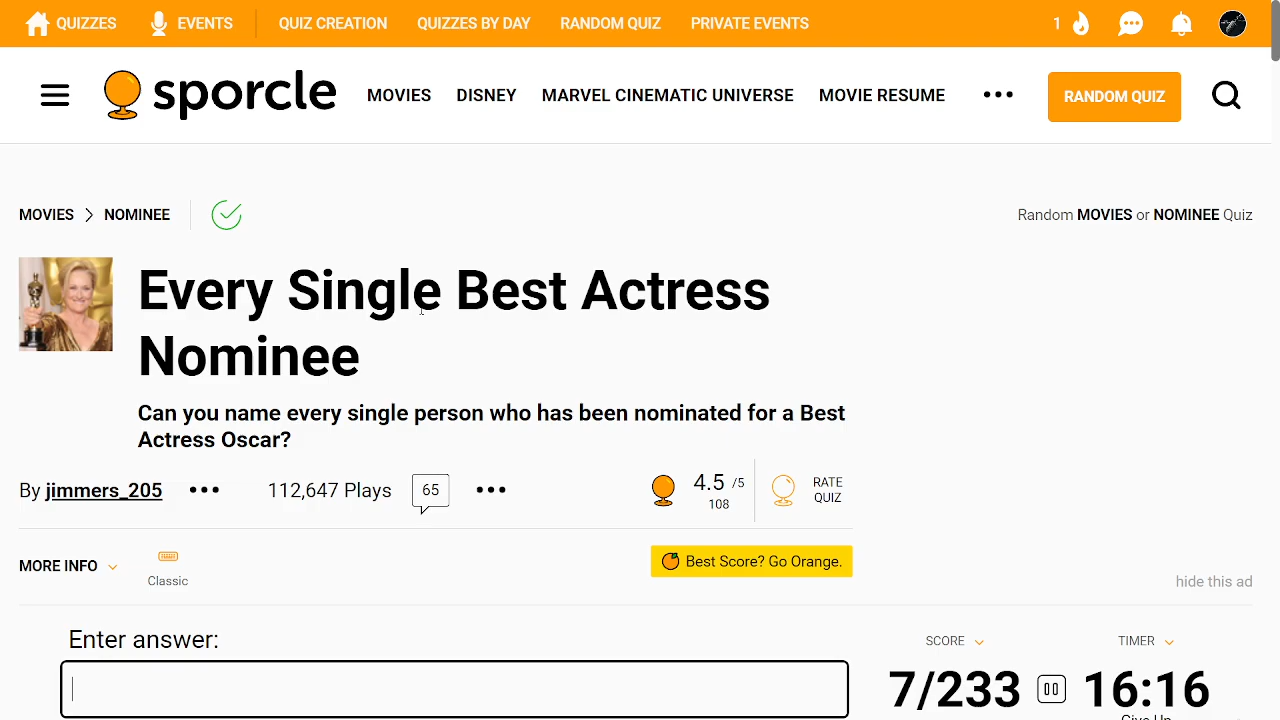 QUIZZES EVENTS QUIZ CREATION QUIZZES BY DAY RANDOM QUIZ PRIVATE EVENTS 1
sporcle MOVIES DISNEY MARVEL CINEMATIC UNIVERSE MOVIE RESUME RANDOM QUIZ
MOVIES NOMINEE Random MOVIES or NOMINEE Quiz
Every Single Best Actress
Nominee
Can you name every single person who has been nominated for a Best
Actress Oscar?
By jimmers_205 112,647 Plays 65 4.5 /5 108 RATE QUIZ
MORE INFO Classic Best Score? Go Orange.
hide this ad
Enter answer: SCORE TIMER
7/233 16:16
Give Up